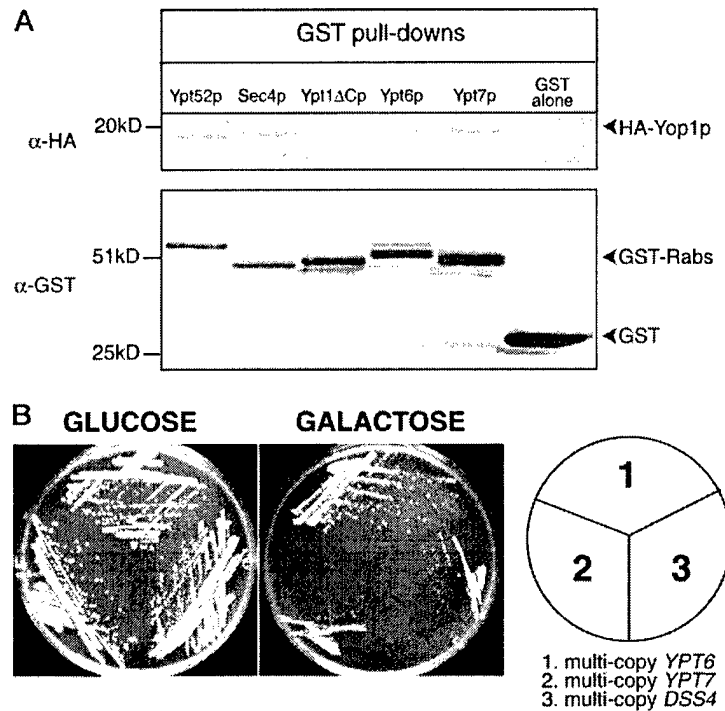 A
GST pull-downs
Ypt52p Sec4p Ypt1ΔCp Ypt6p Ypt7p GST alone
α-HA
20kD
HA-Yop1p
α-GST
51kD
GST-Rabs
GST
25kD
B
GLUCOSE GALACTOSE
1
2 3
1. multi-copy YPT6
2. multi-copy YPT7
3. multi-copy DSS4